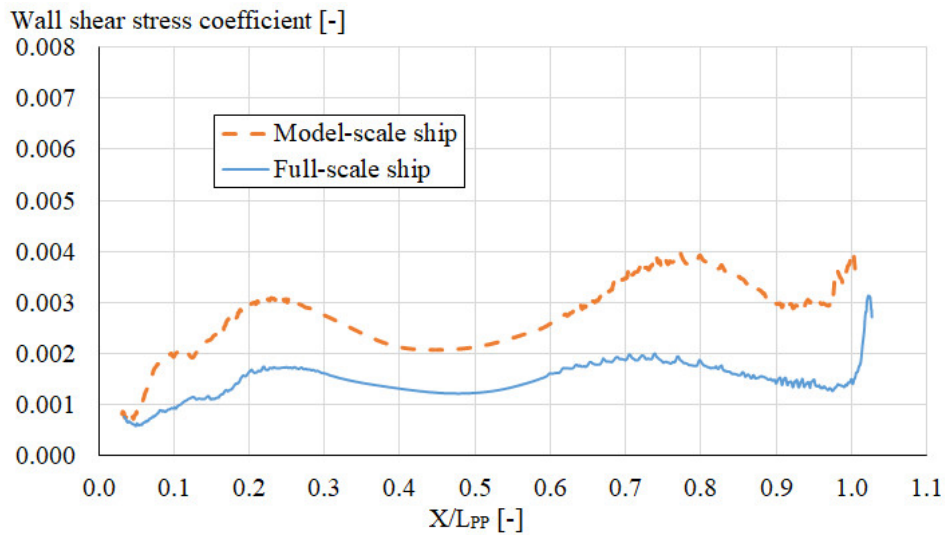 Wall shear stress coefficient [-]
0.008
0.007
0.006
0.005
0.004
0.003
0.002
0.001
0.000
Model-scale ship
Full-scale ship
0.0 0.1 0.2 0.3 0.4 0.5 0.6 0.7 0.8 0.9 1.0 1.1
X/LPP [-]